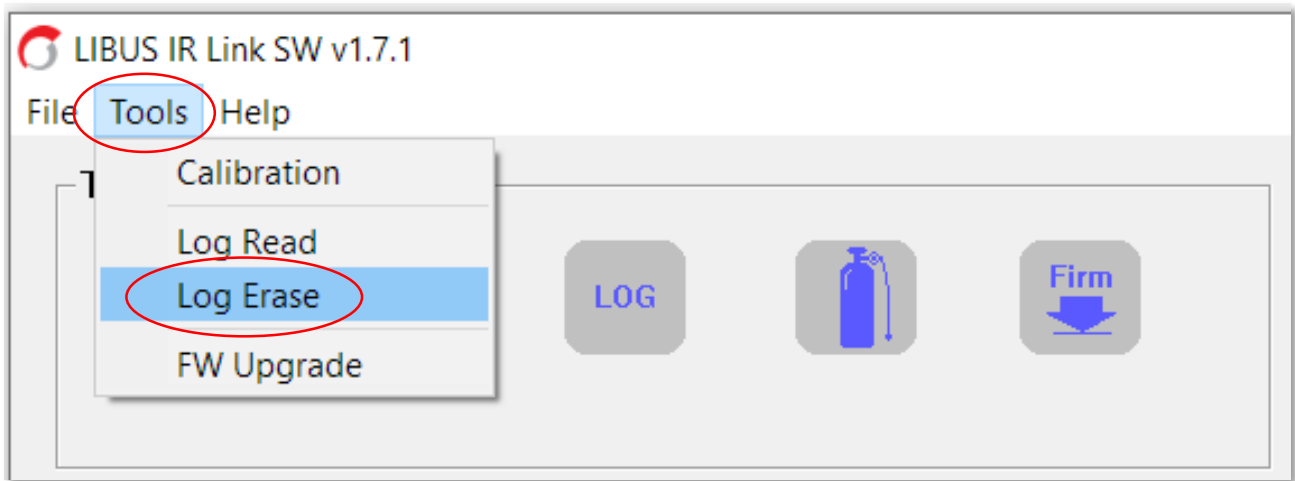 LIBUS IR Link SW v1.7.1
File Tools Help
Calibration
Log Read
Log Erase
FW Upgrade
LOG
Firm